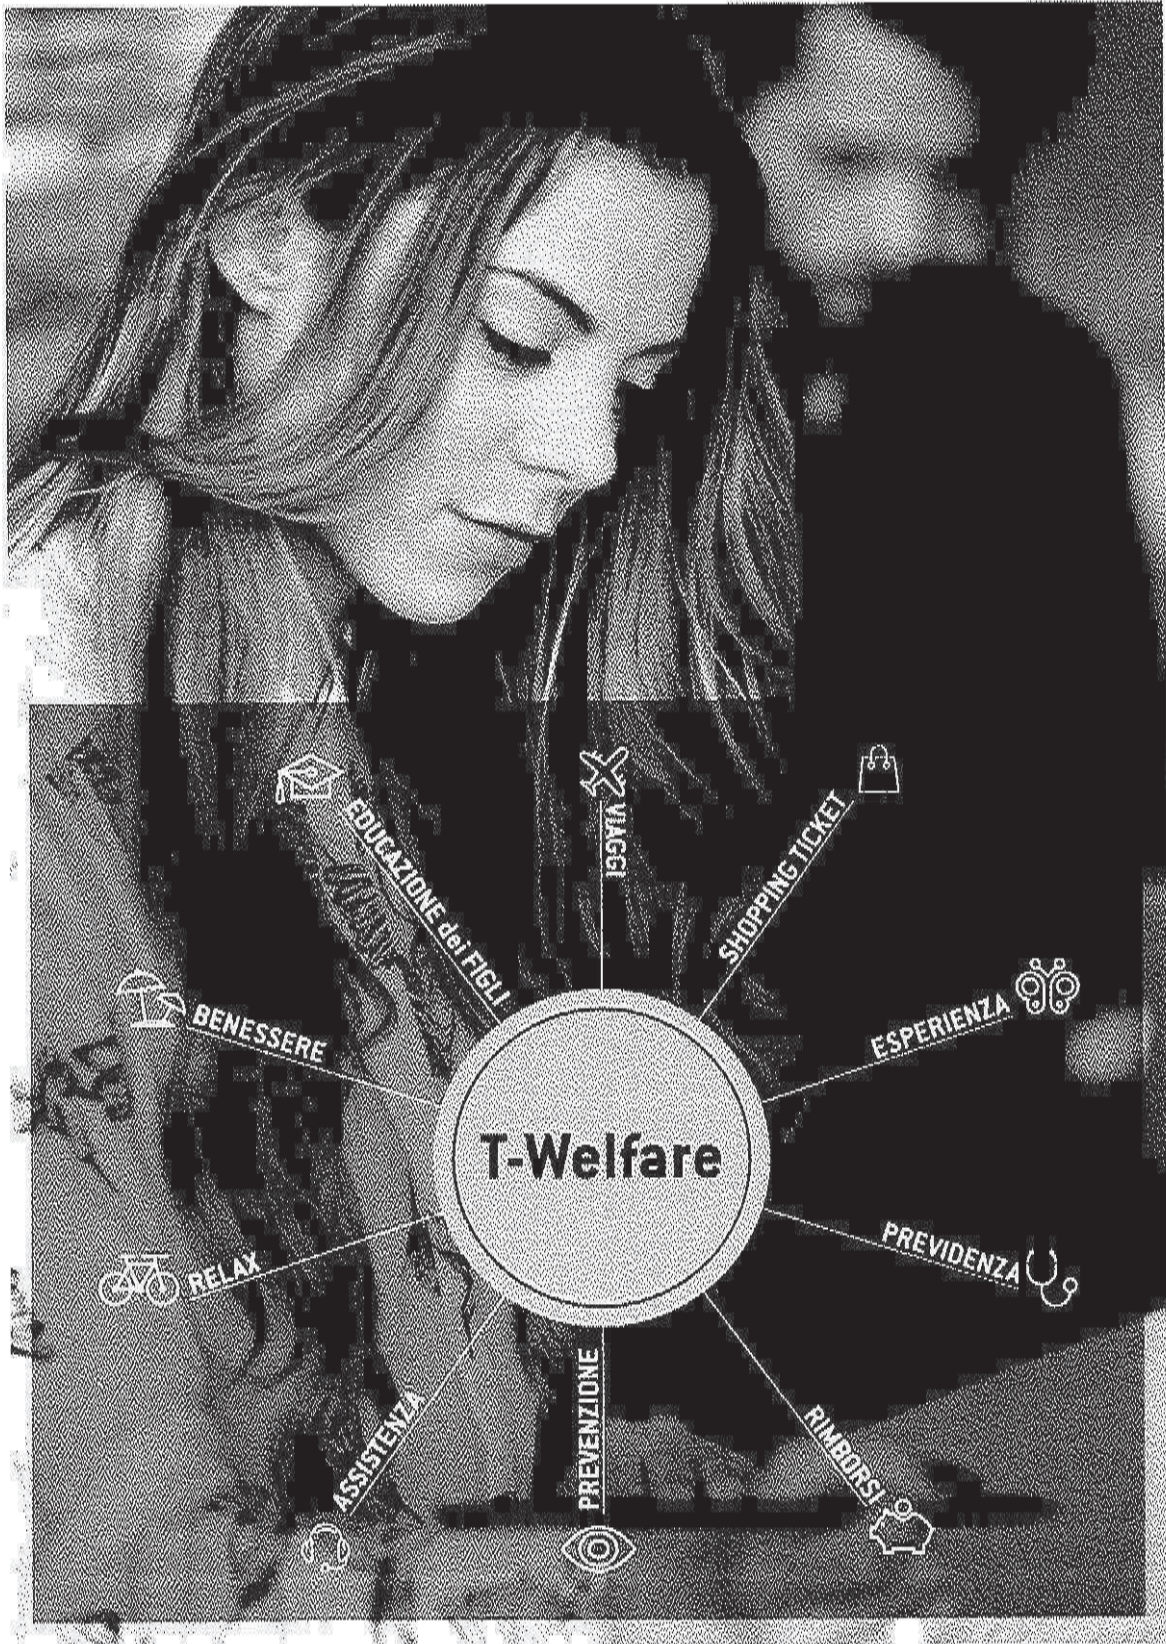 VIAGGI
SHOPPING TICKET
EDUCAZIONE dei FIGLI
ESPERIENZA
BENESSERE
T-Welfare
PREVIDENZA
RELAX
RIMBORSI
PREVENZIONE
ASSISTENZA